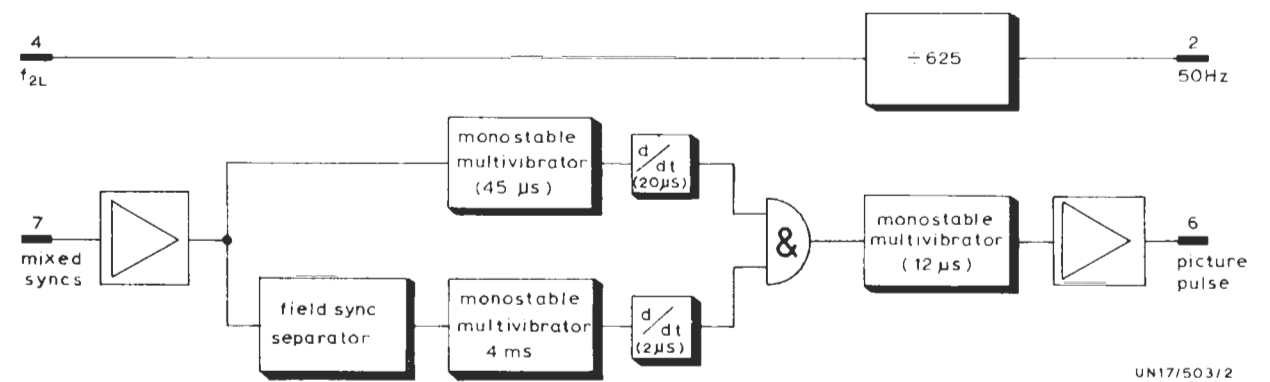 4
f2L
÷625
2
50Hz
monostable
multivibrator
(45 µs)
d/dt
(20µS)
7
mixed
syncs
&
monostable
multivibrator
(12 µs)
6
picture
pulse
field sync
separator
monostable
multivibrator
4 ms
d/dt
(2µS)
UN17/503/2